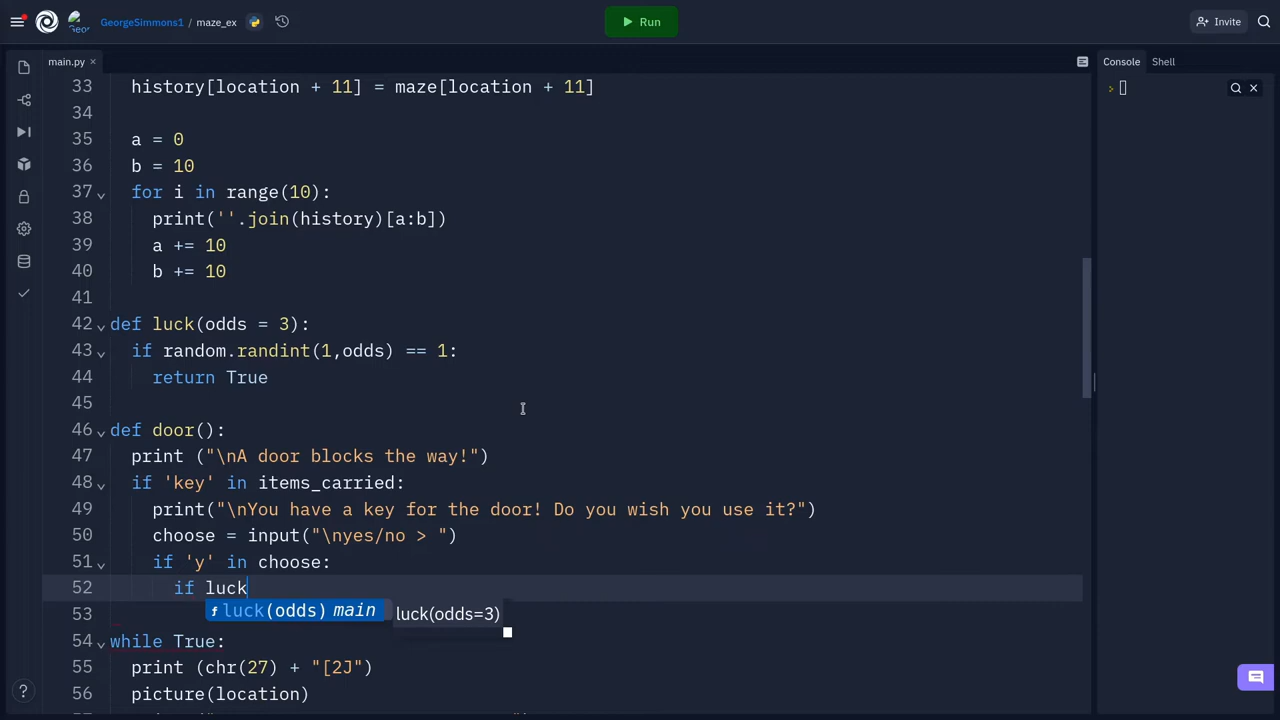 GeorgeSimmons1 / maze_ex
Run
Invite
main.py
Console
Shell
33 history[location + 11] = maze[location + 11]
34
35 a = 0
36 b = 10
37 for i in range(10):
38 print(''.join(history)[a:b])
39 a += 10
40 b += 10
41
42 def luck(odds = 3):
43 if random.randint(1,odds) == 1:
44 return True
45
46 def door():
47 print ("\nA door blocks the way!")
48 if 'key' in items_carried:
49 print("\nYou have a key for the door! Do you wish you use it?")
50 choose = input("\nyes/no > ")
51 if 'y' in choose:
52 if luck
luck(odds) main
luck(odds=3)
53
54 while True:
55 print (chr(27) + "[2J")
56 picture(location)